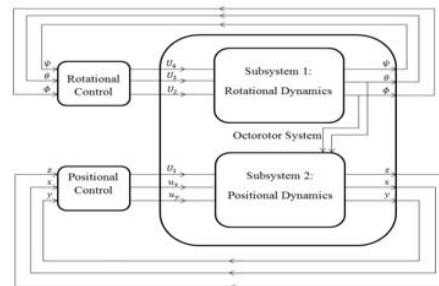 ψ
θ
ϕ
Rotational
Control
U₄
U₃
U₂
Subsystem 1:
Rotational Dynamics
ψ
θ
ϕ
Octorotor System
z
x
y
Positional
Control
U₁
uₓ
u_y
Subsystem 2:
Positional Dynamics
z
x
y